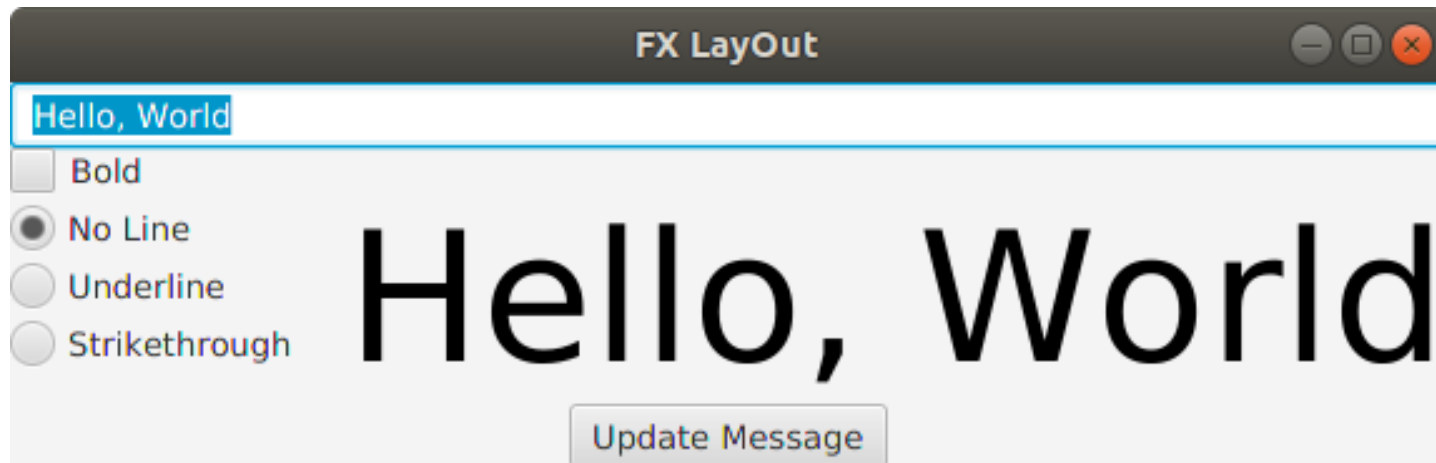 FX LayOut
Hello, World
Bold
No Line
Underline
Strikethrough
Hello, World
Update Message